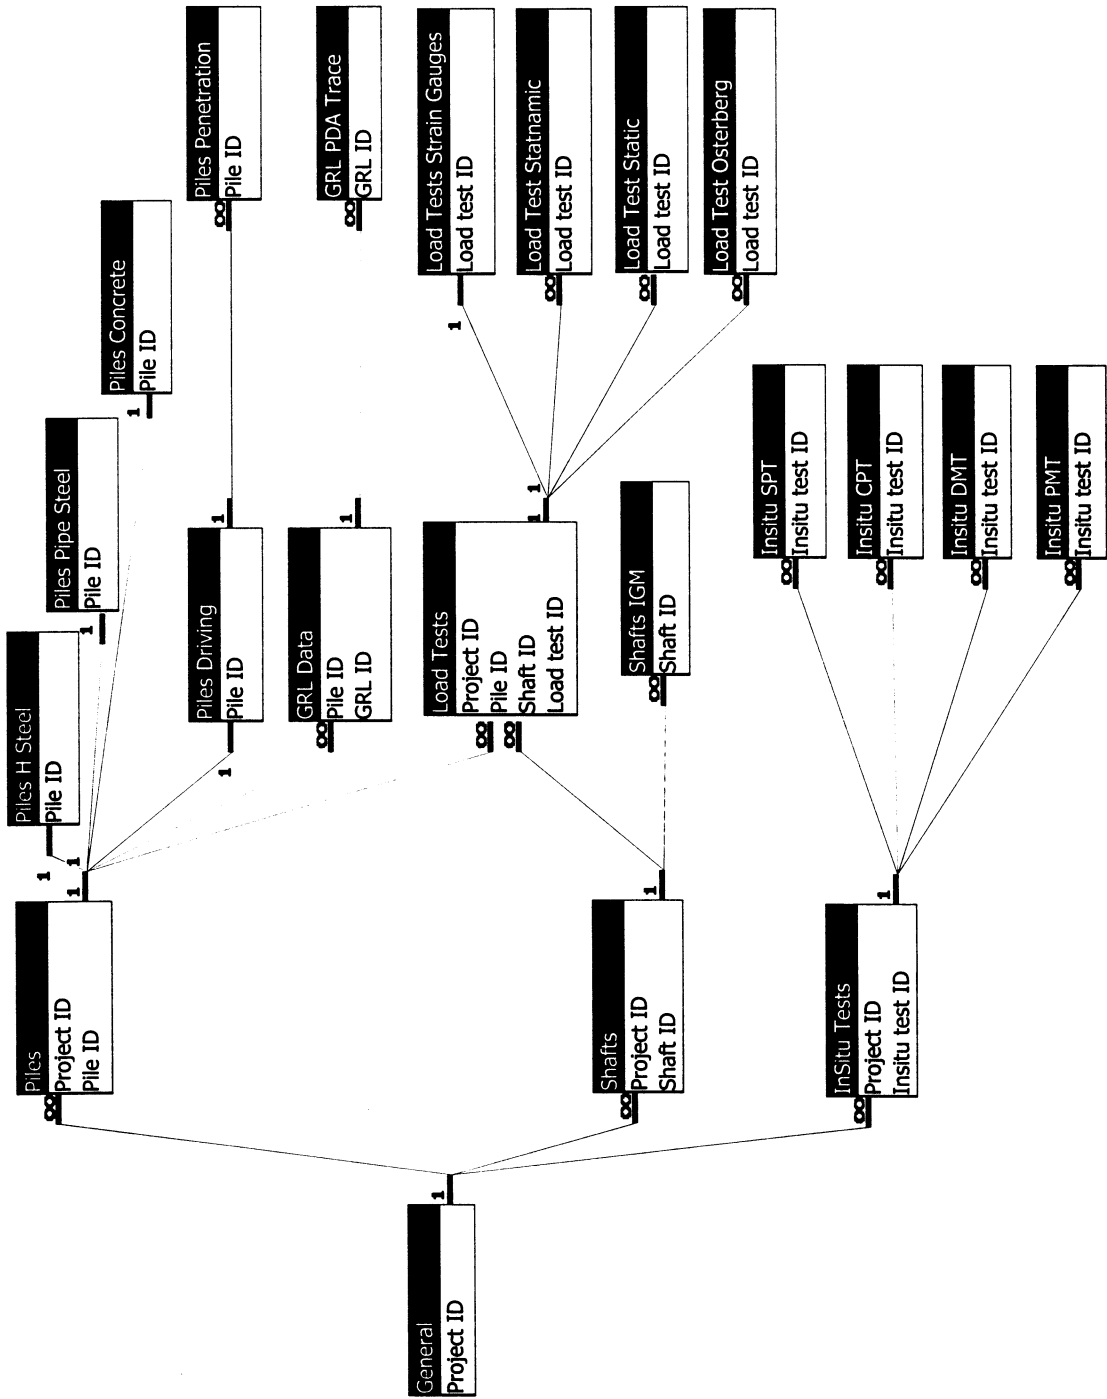 General
Project ID
1
∞
Piles
Project ID
Pile ID
1
1
1
Piles H Steel
Pile ID
1
Piles Pipe Steel
Pile ID
1
Piles Concrete
Pile ID
1
Piles Driving
Pile ID
1
∞
Piles Penetration
Pile ID
∞
GRL Data
Pile ID
GRL ID
1
∞
GRL PDA Trace
GRL ID
∞
∞
Load Tests
Project ID
Pile ID
Shaft ID
Load test ID
1
1
1
Load Tests Strain Gauges
Load test ID
∞
Load Test Statnamic
Load test ID
∞
Load Test Static
Load test ID
∞
Load Test Osterberg
Load test ID
∞
Shafts
Project ID
Shaft ID
1
∞
Shafts IGM
Shaft ID
∞
InSitu Tests
Project ID
Insitu test ID
1
∞
Insitu SPT
Insitu test ID
∞
Insitu CPT
Insitu test ID
∞
Insitu DMT
Insitu test ID
∞
Insitu PMT
Insitu test ID